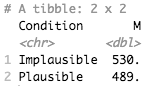 # A tibble: 2 x 2
Condition M
<chr> <dbl>
1 Implausible 530.
2 Plausible 489.